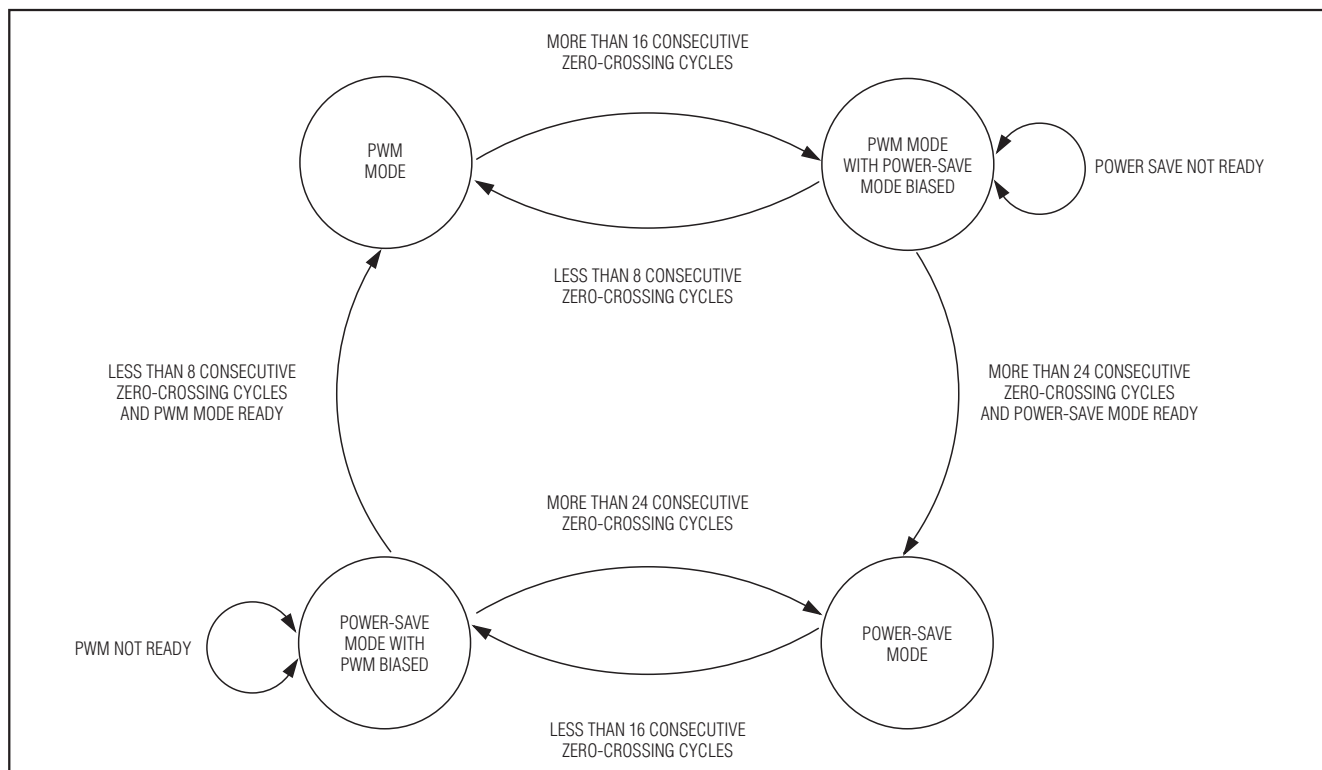 MORE THAN 16 CONSECUTIVE
ZERO-CROSSING CYCLES
PWM
MODE
PWM MODE
WITH POWER-SAVE
MODE BIASED
POWER SAVE NOT READY
LESS THAN 8 CONSECUTIVE
ZERO-CROSSING CYCLES
LESS THAN 8 CONSECUTIVE
ZERO-CROSSING CYCLES
AND PWM MODE READY
MORE THAN 24 CONSECUTIVE
ZERO-CROSSING CYCLES
AND POWER-SAVE MODE READY
MORE THAN 24 CONSECUTIVE
ZERO-CROSSING CYCLES
PWM NOT READY
POWER-SAVE
MODE WITH
PWM BIASED
POWER-SAVE
MODE
LESS THAN 16 CONSECUTIVE
ZERO-CROSSING CYCLES